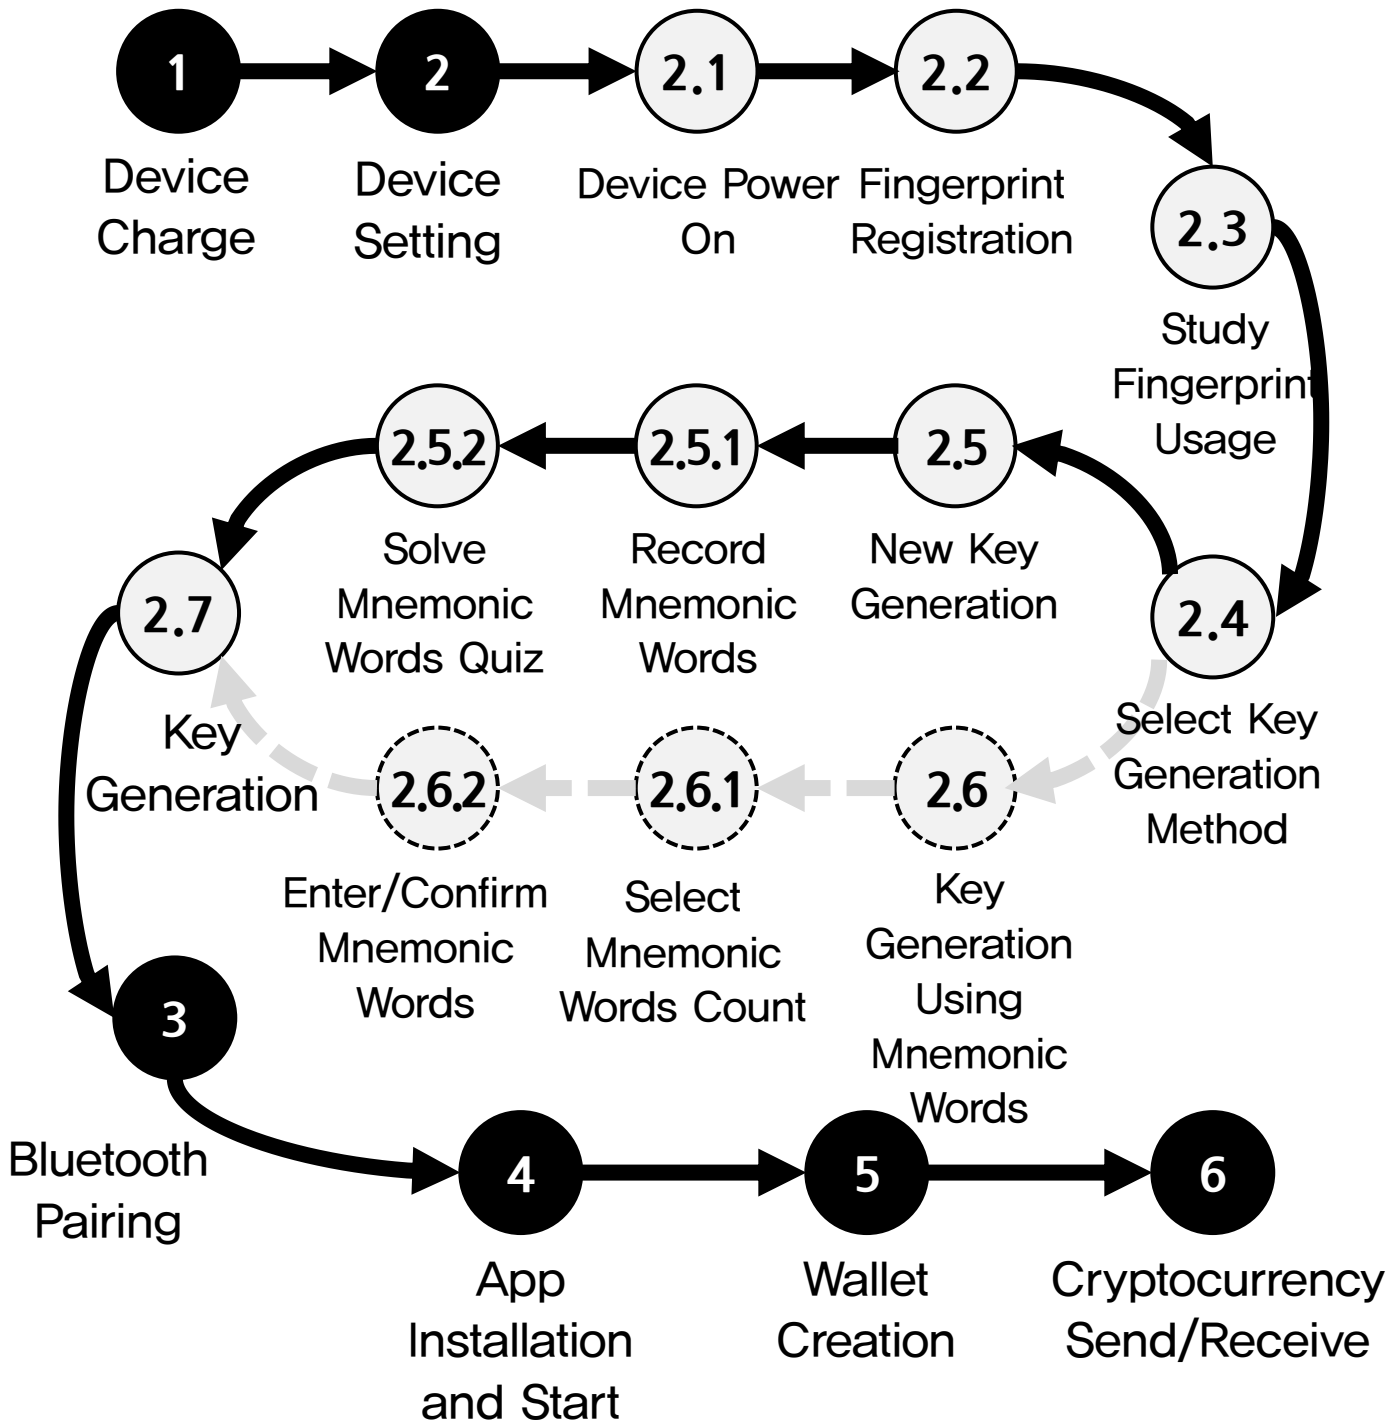 1
Device
Charge
2
Device
Setting
2.1
Device Power
On
2.2
Fingerprint
Registration
2.3
Study
Fingerprint
Usage
2.4
Select Key
Generation
Method
2.5
New Key
Generation
2.5.1
Record
Mnemonic
Words
2.5.2
Solve
Mnemonic
Words Quiz
2.6
Key
Generation
Using
Mnemonic
Words
2.6.1
Select
Mnemonic
Words Count
2.6.2
Enter/Confirm
Mnemonic
Words
2.7
Key
Generation
3
Bluetooth
Pairing
4
App
Installation
and Start
5
Wallet
Creation
6
Cryptocurrency
Send/Receive